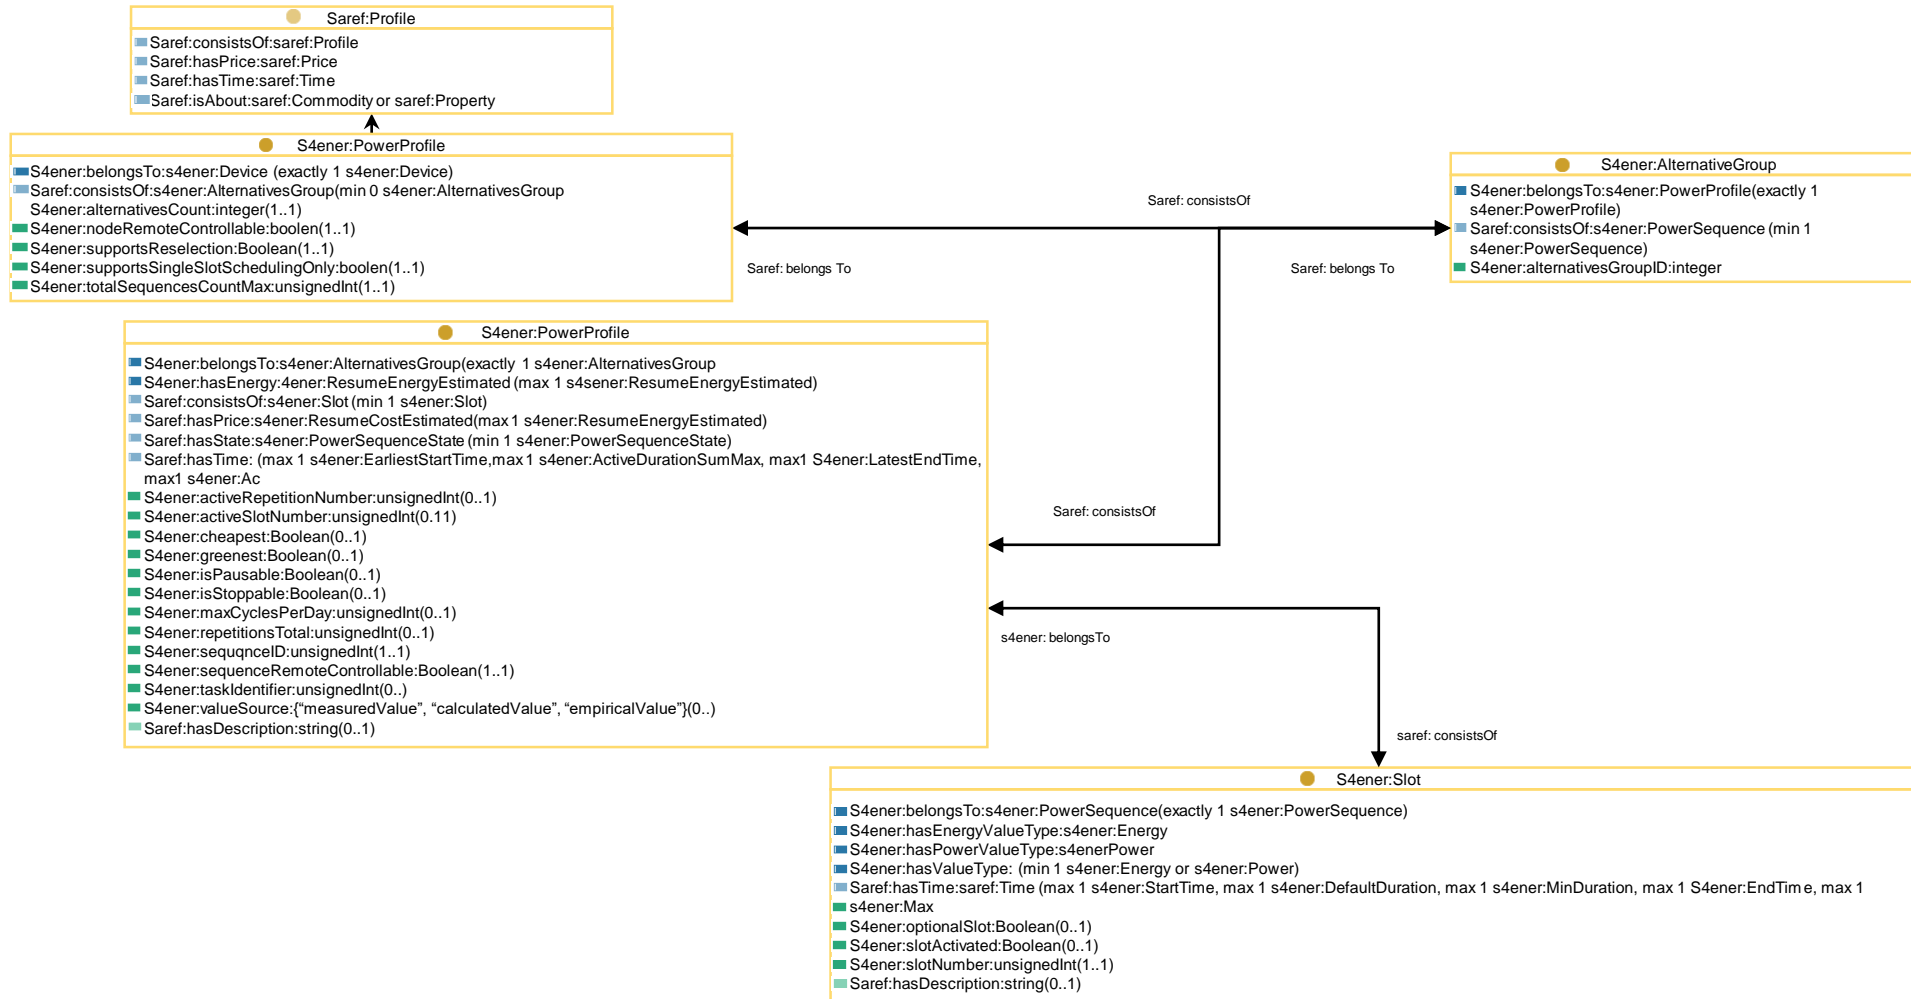 Saref:Profile
Saref:consistsOf:saref:Profile
Saref:hasPrice:saref:Price
Saref:hasTime:saref:Time
Saref:isAbout:saref:Commodity or saref:Property
S4ener:PowerProfile
S4ener:belongsTo:s4ener:Device (exactly 1 s4ener:Device)
Saref:consistsOf:s4ener:AlternativesGroup(min 0 s4ener:AlternativesGroup
S4ener:alternativesCount:integer(1..1)
S4ener:nodeRemoteControllable:boolen(1..1)
S4ener:supportsReselection:Boolean(1..1)
S4ener:supportsSingleSlotSchedulingOnly:boolen(1..1)
S4ener:totalSequencesCountMax:unsignedInt(1..1)
Saref: consistsOf
Saref: belongs To
Saref: belongs To
S4ener:AlternativeGroup
S4ener:belongsTo:s4ener:PowerProfile(exactly 1
s4ener:PowerProfile)
Saref:consistsOf:s4ener:PowerSequence (min 1
s4ener:PowerSequence)
S4ener:alternativesGroupID:integer
S4ener:PowerProfile
S4ener:belongsTo:s4ener:AlternativesGroup(exactly 1 s4ener:AlternativesGroup
S4ener:hasEnergy:4ener:ResumeEnergyEstimated (max 1 s4sener:ResumeEnergyEstimated)
Saref:consistsOf:s4ener:Slot (min 1 s4ener:Slot)
Saref:hasPrice:s4ener:ResumeCostEstimated(max 1 s4ener:ResumeEnergyEstimated)
Saref:hasState:s4ener:PowerSequenceState (min 1 s4ener:PowerSequenceState)
Saref:hasTime: (max 1 s4ener:EarliestStartTime,max 1 s4ener:ActiveDurationSumMax, max1 S4ener:LatestEndTime,
max1 s4ener:Ac
S4ener:activeRepetitionNumber:unsignedInt(0..1)
S4ener:activeSlotNumber:unsignedInt(0.11)
S4ener:cheapest:Boolean(0..1)
S4ener:greenest:Boolean(0..1)
S4ener:isPausable:Boolean(0..1)
S4ener:isStoppable:Boolean(0..1)
S4ener:maxCyclesPerDay:unsignedInt(0..1)
S4ener:repetitionsTotal:unsignedInt(0..1)
S4ener:sequqnceID:unsignedInt(1..1)
S4ener:sequenceRemoteControllable:Boolean(1..1)
S4ener:taskIdentifier:unsignedInt(0..)
S4ener:valueSource:{“measuredValue”, “calculatedValue”, “empiricalValue”}(0..)
Saref:hasDescription:string(0..1)
Saref: consistsOf
s4ener: belongsTo
saref: consistsOf
S4ener:Slot
S4ener:belongsTo:s4ener:PowerSequence(exactly 1 s4ener:PowerSequence)
S4ener:hasEnergyValueType:s4ener:Energy
S4ener:hasPowerValueType:s4enerPower
S4ener:hasValueType: (min 1 s4ener:Energy or s4ener:Power)
Saref:hasTime:saref:Time (max 1 s4ener:StartTime, max 1 s4ener:DefaultDuration, max 1 s4ener:MinDuration, max 1 S4ener:EndTime, max 1
s4ener:Max
S4ener:optionalSlot:Boolean(0..1)
S4ener:slotActivated:Boolean(0..1)
S4ener:slotNumber:unsignedInt(1..1)
Saref:hasDescription:string(0..1)